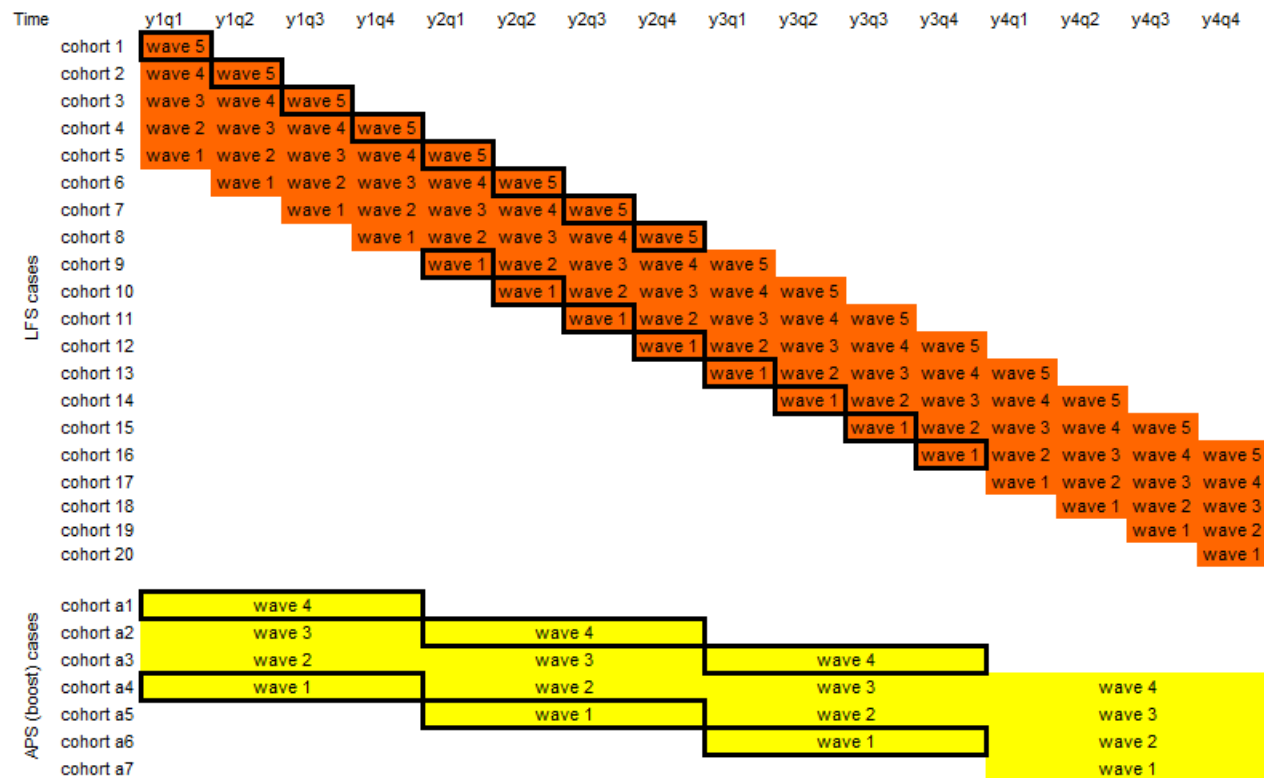 Time y1q1 y1q2 y1q3 y1q4 y2q1 y2q2 y2q3 y2q4 y3q1 y3q2 y3q3 y3q4 y4q1 y4q2 y4q3 y4q4
LFS cases
cohort 1 wave 5
cohort 2 wave 4 wave 5
cohort 3 wave 3 wave 4 wave 5
cohort 4 wave 2 wave 3 wave 4 wave 5
cohort 5 wave 1 wave 2 wave 3 wave 4 wave 5
cohort 6 wave 1 wave 2 wave 3 wave 4 wave 5
cohort 7 wave 1 wave 2 wave 3 wave 4 wave 5
cohort 8 wave 1 wave 2 wave 3 wave 4 wave 5
cohort 9 wave 1 wave 2 wave 3 wave 4 wave 5
cohort 10 wave 1 wave 2 wave 3 wave 4 wave 5
cohort 11 wave 1 wave 2 wave 3 wave 4 wave 5
cohort 12 wave 1 wave 2 wave 3 wave 4 wave 5
cohort 13 wave 1 wave 2 wave 3 wave 4 wave 5
cohort 14 wave 1 wave 2 wave 3 wave 4 wave 5
cohort 15 wave 1 wave 2 wave 3 wave 4 wave 5
cohort 16 wave 1 wave 2 wave 3 wave 4 wave 5
cohort 17 wave 1 wave 2 wave 3 wave 4
cohort 18 wave 1 wave 2 wave 3
cohort 19 wave 1 wave 2
cohort 20 wave 1
APS (boost) cases
cohort a1 wave 4
cohort a2 wave 3 wave 4
cohort a3 wave 2 wave 3 wave 4
cohort a4 wave 1 wave 2 wave 3 wave 4
cohort a5 wave 1 wave 2 wave 3
cohort a6 wave 1 wave 2
cohort a7 wave 1